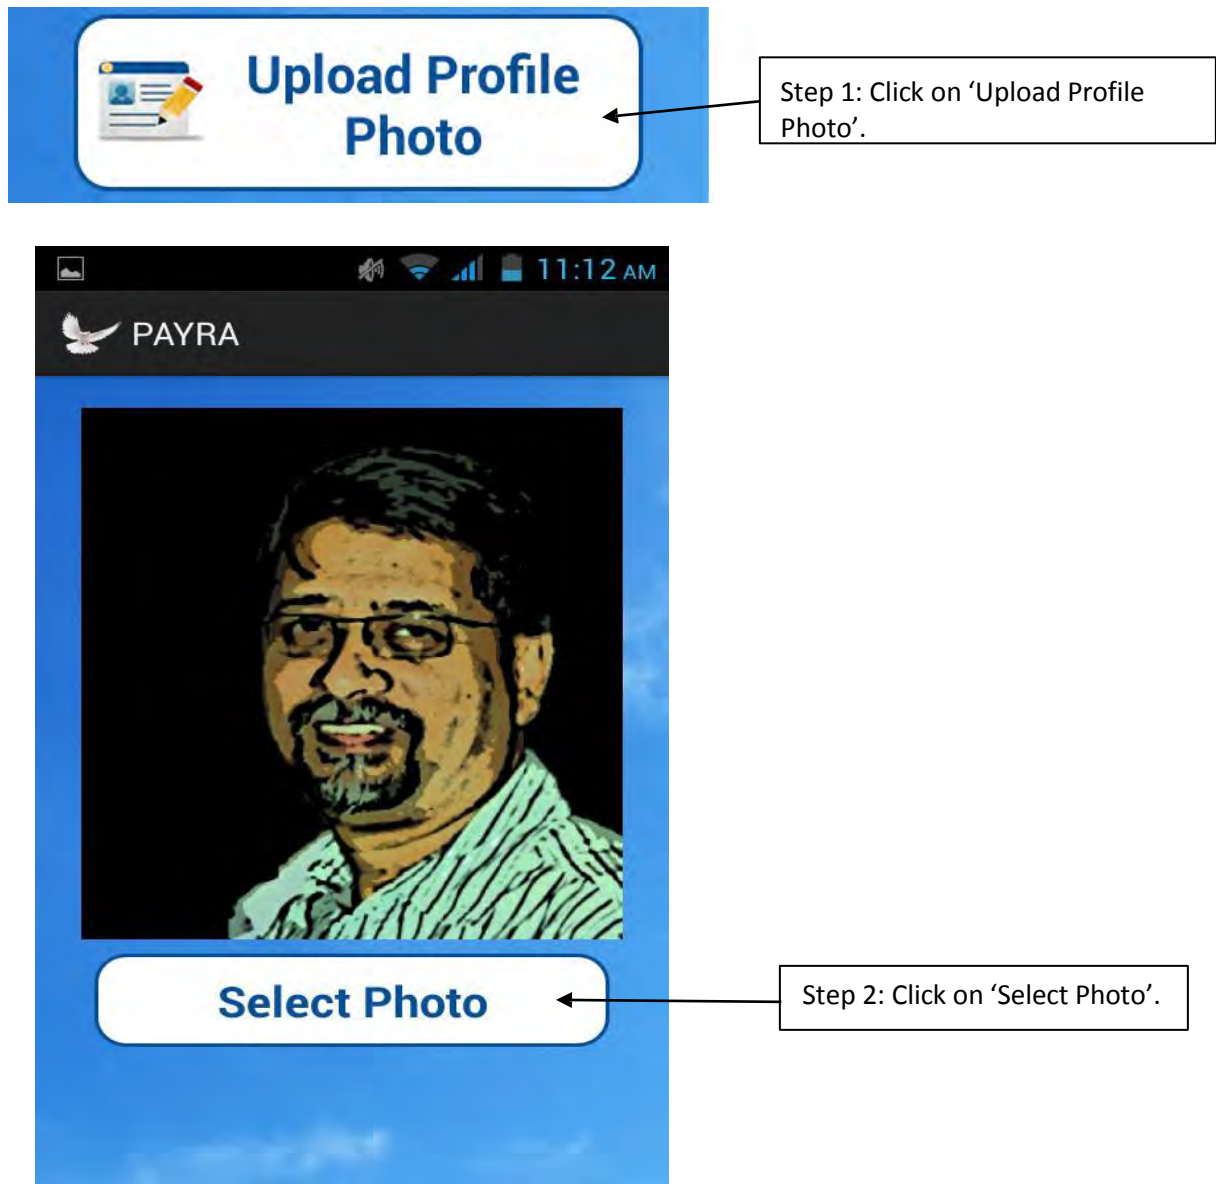 Upload Profile
Photo
Step 1: Click on ‘Upload Profile
Photo’.
11:12 AM
PAYRA
Select Photo
Step 2: Click on ‘Select Photo’.